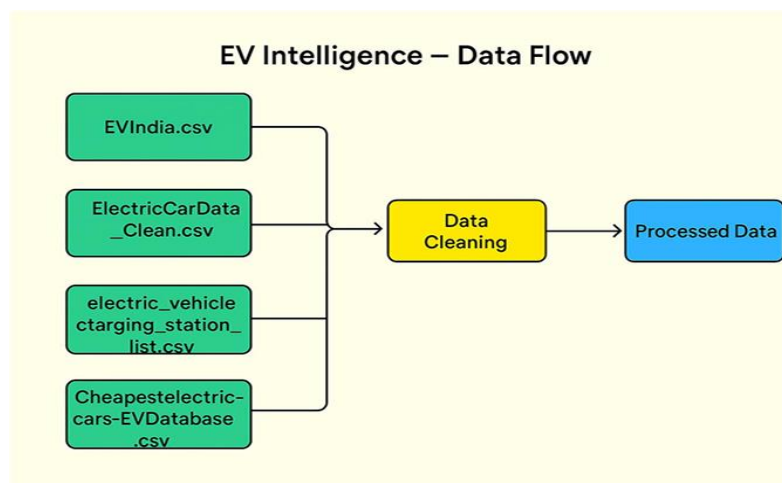 EV Intelligence – Data Flow
EVIndia.csv
ElectricCarData
_Clean.csv
electric_vehicle
ctarging_station_
list.csv
Cheapestelectric-
cars-EVDatabase
.csv
Data
Cleaning
Processed Data